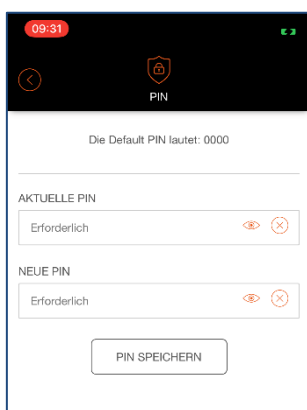 09:31
PIN
Die Default PIN lautet: 0000
AKTUELLE PIN
Erforderlich
NEUE PIN
Erforderlich
PIN SPEICHERN